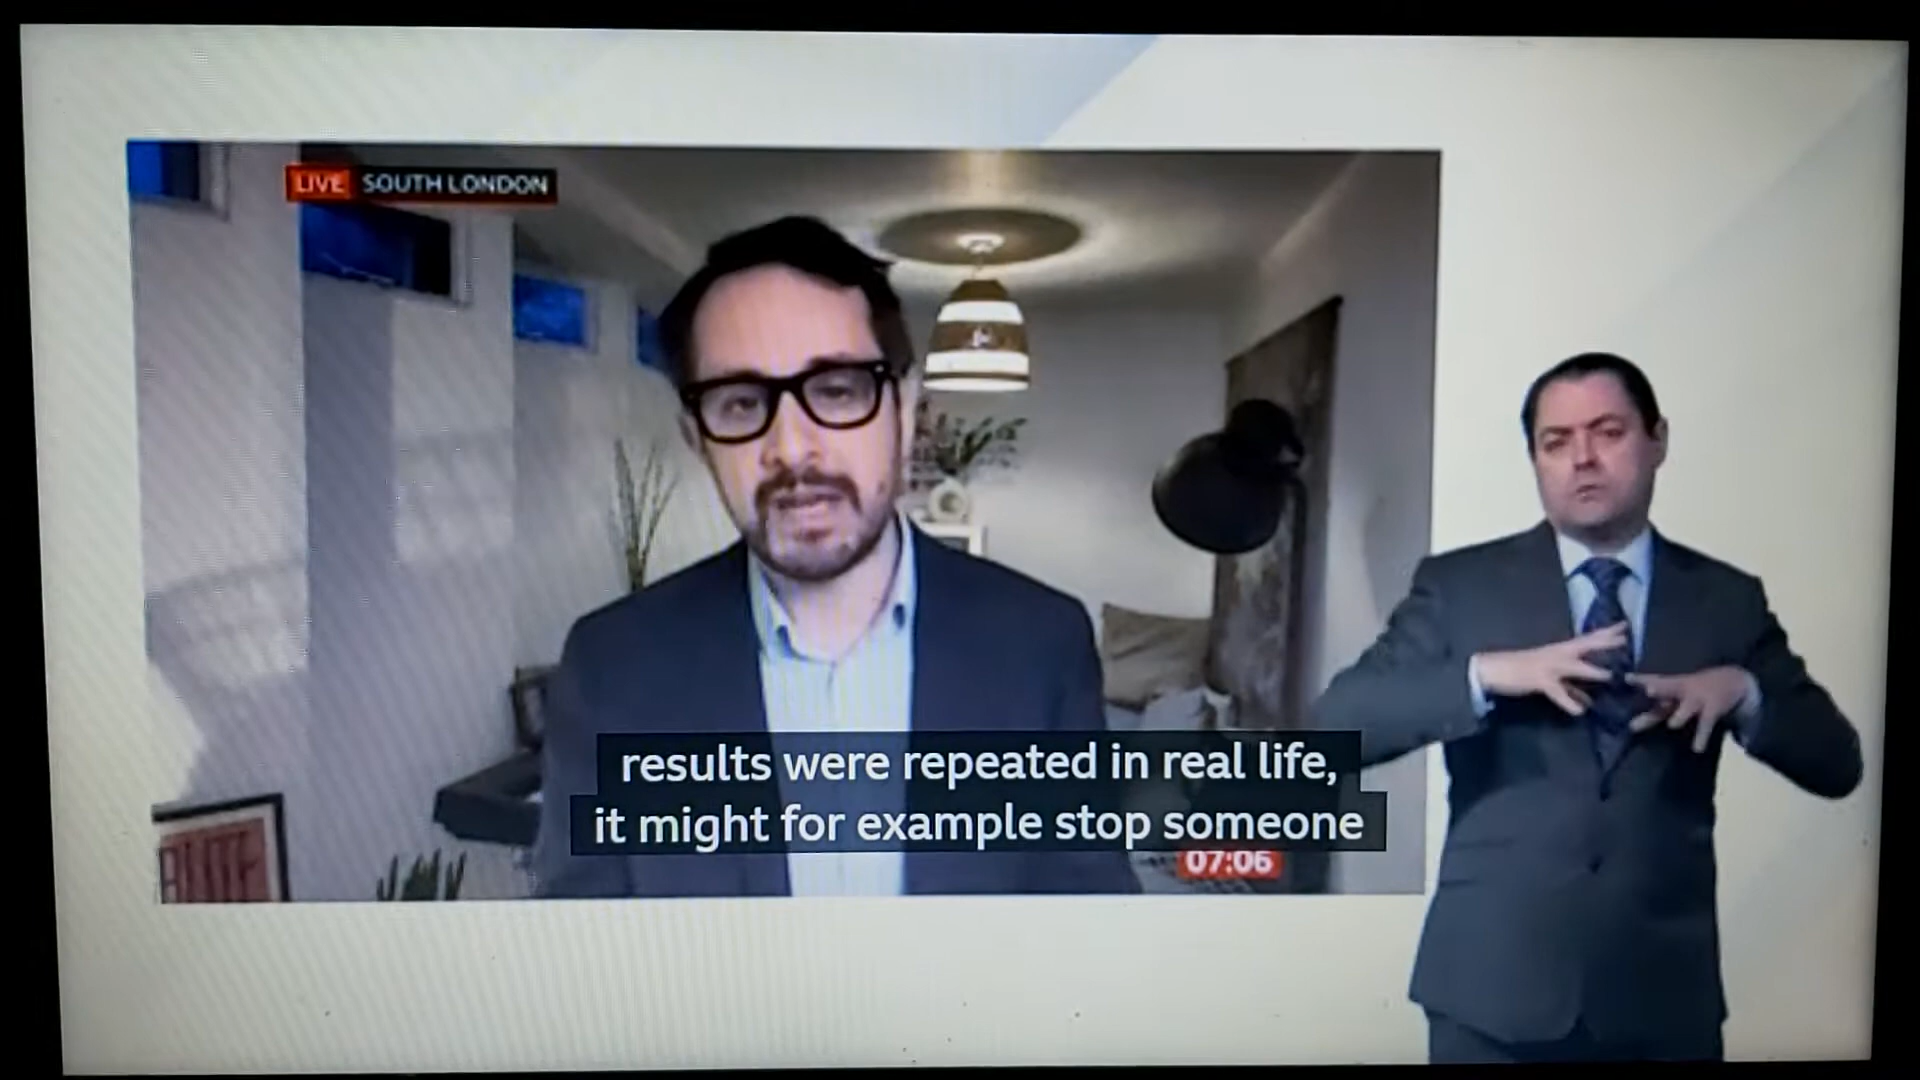 LIVE SOUTH LONDON
results were repeated in real life,
it might for example stop someone
07:06